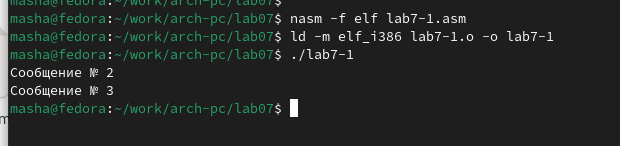 masha@fedora:~/work/arch-pc/lab07$ nasm -f elf lab7-1.asm
masha@fedora:~/work/arch-pc/lab07$ ld -m elf_i386 lab7-1.o -o lab7-1
masha@fedora:~/work/arch-pc/lab07$ ./lab7-1
Сообщение № 2
Сообщение № 3
masha@fedora:~/work/arch-pc/lab07$